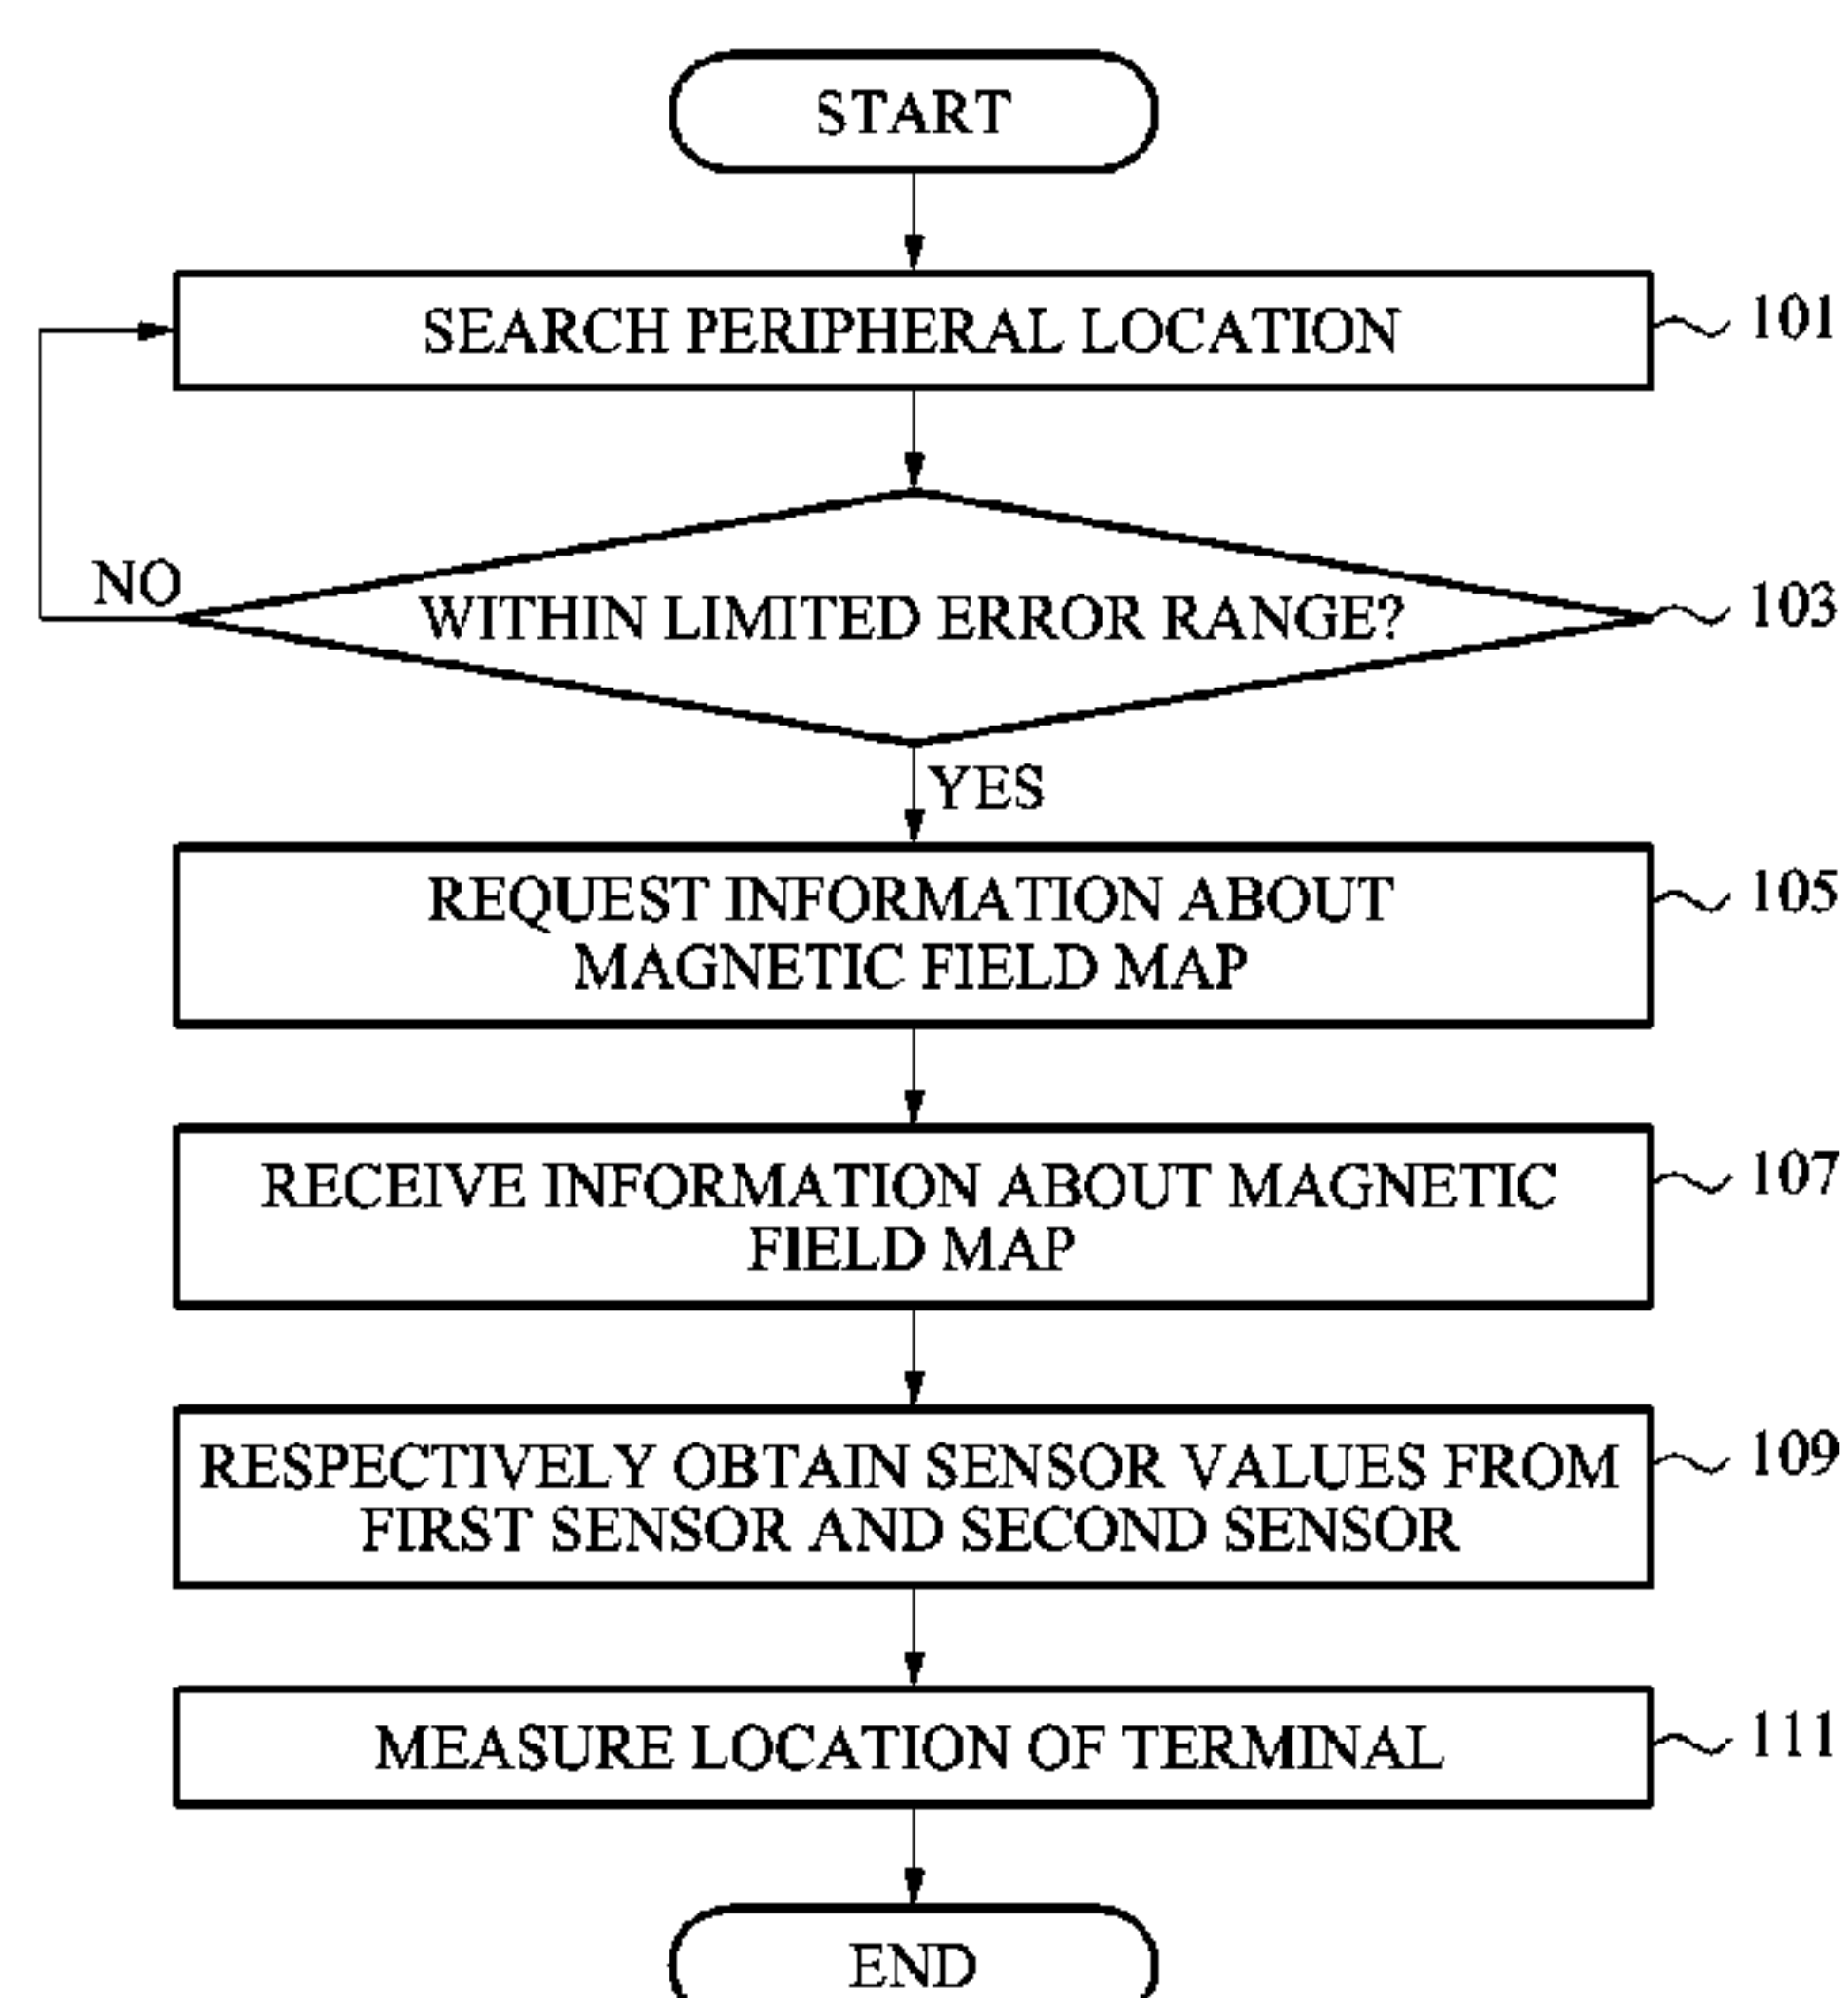 START
SEARCH PERIPHERAL LOCATION
101
NO
WITHIN LIMITED ERROR RANGE?
103
YES
REQUEST INFORMATION ABOUT
MAGNETIC FIELD MAP
105
RECEIVE INFORMATION ABOUT MAGNETIC
FIELD MAP
107
RESPECTIVELY OBTAIN SENSOR VALUES FROM
FIRST SENSOR AND SECOND SENSOR
109
MEASURE LOCATION OF TERMINAL
111
END